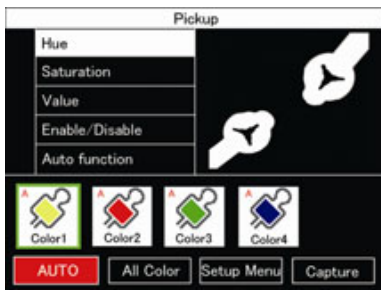 Pickup
Hue
Saturation
Value
Enable/Disable
Auto function
A A A A
Color1 Color2 Color3 Color4
AUTO All Color Setup Menu Capture